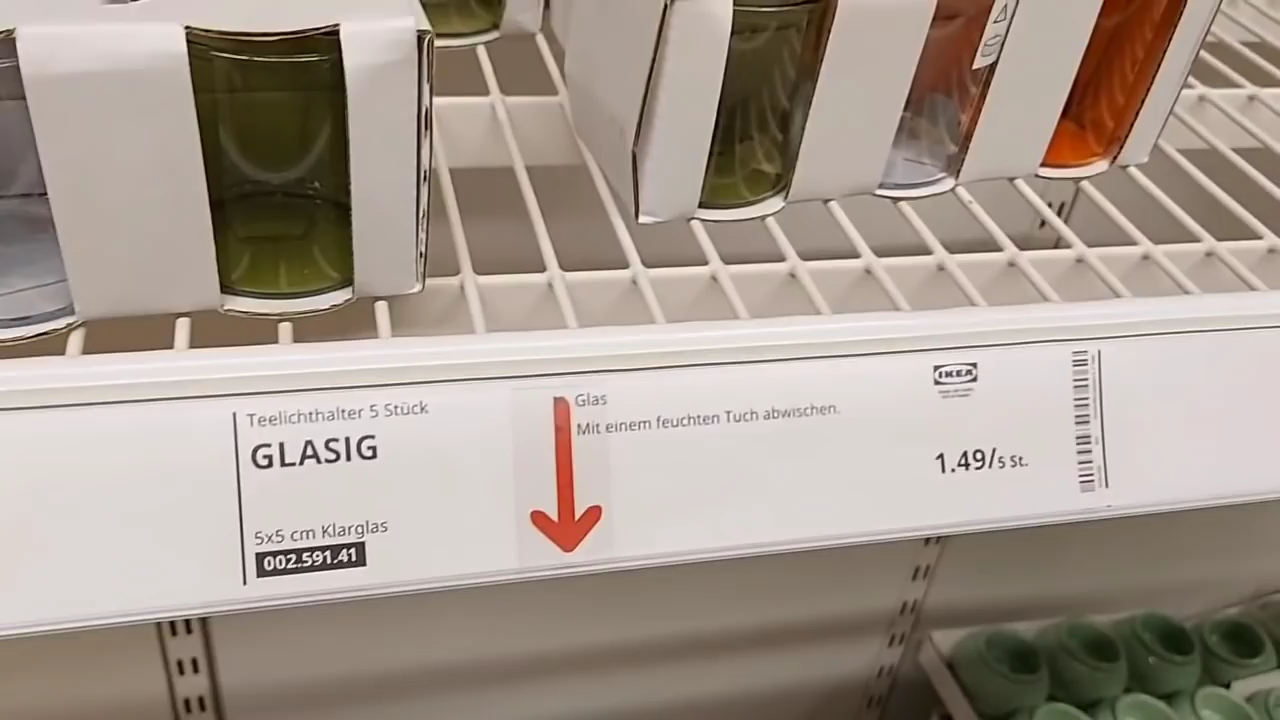 Teelichthalter 5 Stück
GLASIG
5x5 cm Klarglas
002.591.41
Glas
Mit einem feuchten Tuch abwischen.
IKEA
1.49/5 St.